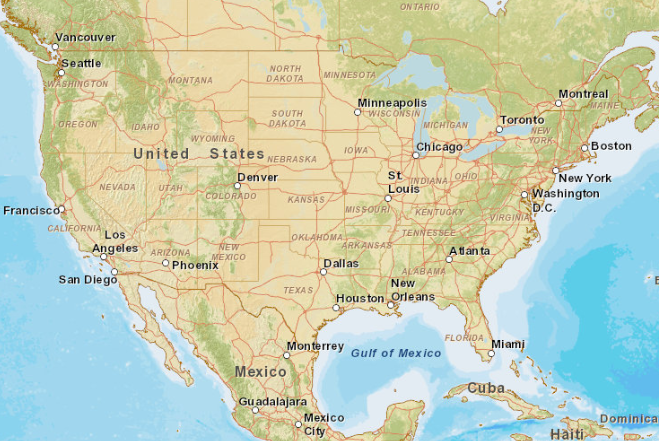 ONTARIO
Vancouver
Seattle
WASHINGTON
MONTANA
NORTH
DAKOTA
MINNESOTA
Montreal
MAINE
Minneapolis
WISCONSIN
MICHIGAN
Toronto
NEW
YORK
OREGON
IDAHO
SOUTH
DAKOTA
WYOMING
United States
IOWA
Chicago
Boston
NEBRASKA
NEVADA
UTAH
Denver
COLORADO
KANSAS
St
Louis
MISSOURI
INDIANA
OHIO
New York
Washington
D.C.
KENTUCKY
VIRGINIA
Francisco
CALIFORNIA
Los
Angeles
ARIZONA
Phoenix
NEW
MEXICO
OKLAHOMA
ARKANSAS
TENNESSEE
Atlanta
ALABAMA
San Diego
Dallas
TEXAS
Houston
New
Orleans
FLORIDA
Miami
Monterrey
Gulf of Mexico
Mexico
Cuba
Guadalajara
Mexico
City
Haiti
Dominica